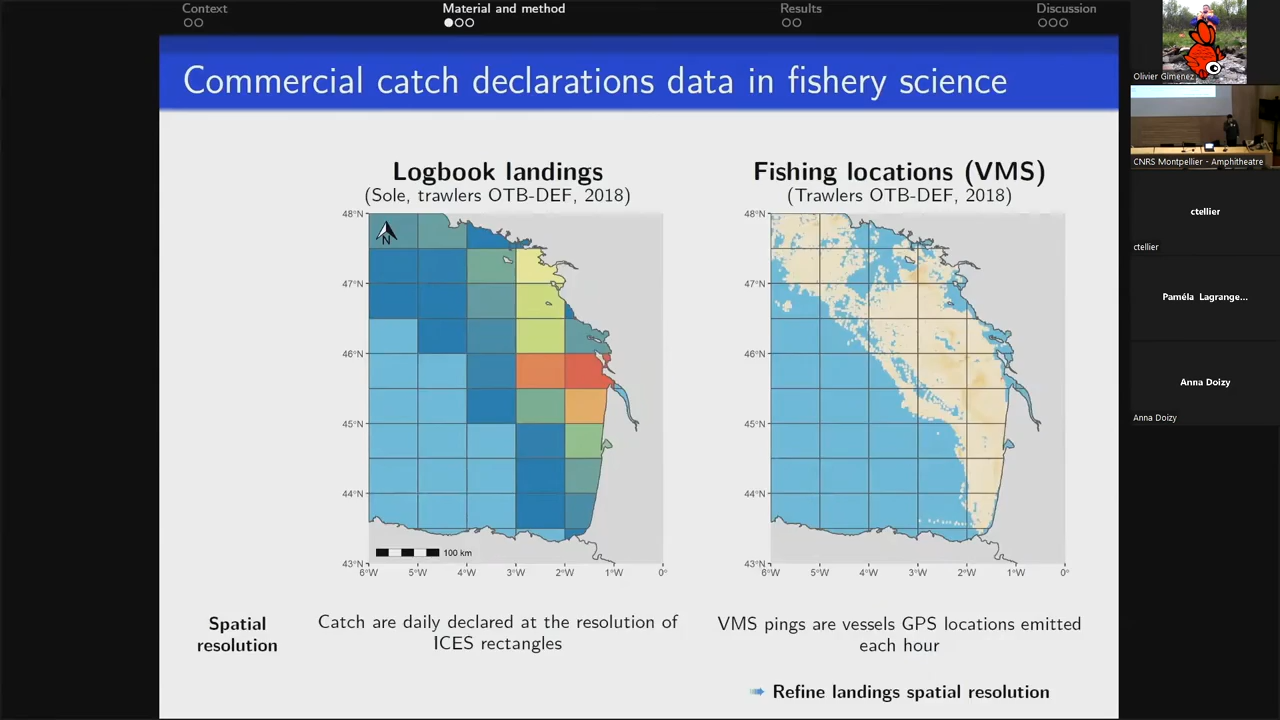 Context
Material and method
Results
Discussion
Commercial catch declarations data in fishery science
Logbook landings
(Sole, trawlers OTB-DEF, 2018)
Fishing locations (VMS)
(Trawlers OTB-DEF, 2018)
48°N
47°N
46°N
45°N
44°N
43°N
N
100 km
6°W
5°W
4°W
3°W
2°W
1°W
0°
48°N
47°N
46°N
45°N
44°N
43°N
6°W
5°W
4°W
3°W
2°W
1°W
0°
Spatial
resolution
Catch are daily declared at the resolution of
ICES rectangles
VMS pings are vessels GPS locations emitted
each hour
Refine landings spatial resolution
Olivier Gimenez
CNRS Montpellier - Amphitheatre
ctellier
ctellier
Paméla Lagrange...
Anna Doizy
Anna Doizy